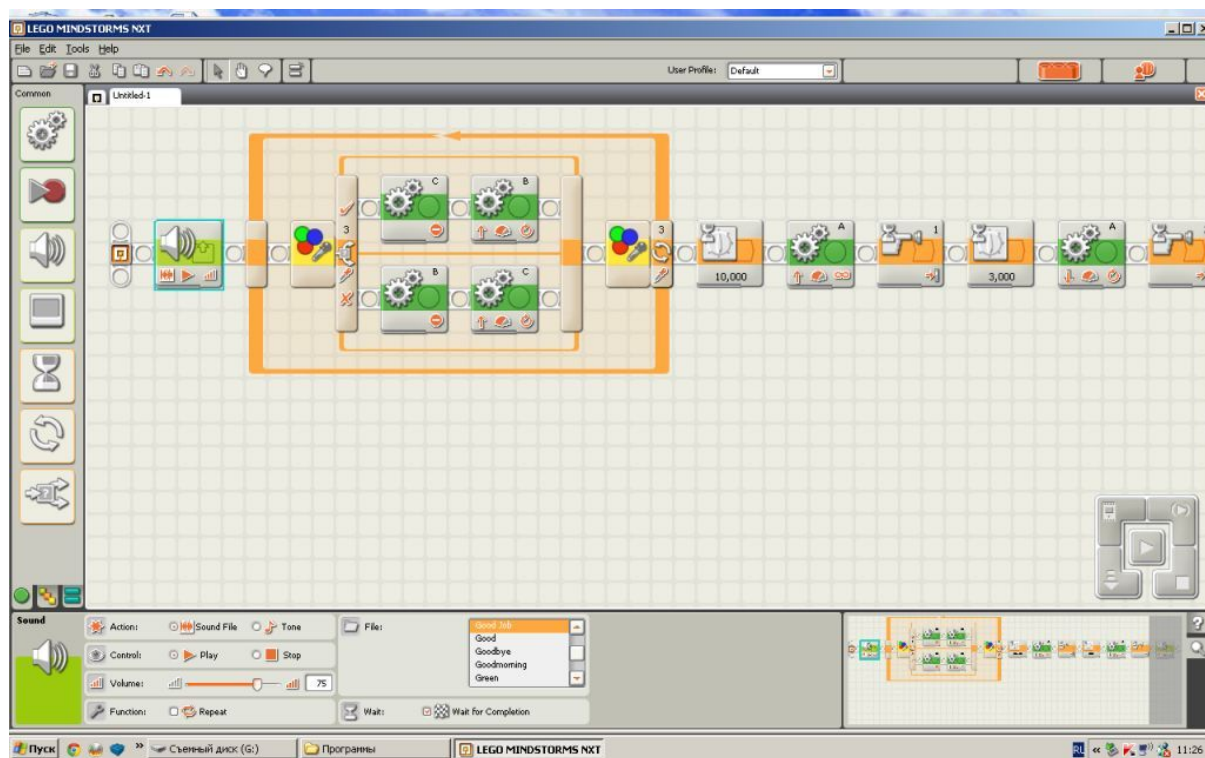 LEGO MINDSTORMS NXT
File Edit Tools Help
User Profile: Default
Common
Untitled-1
C B
3
3
A
1
A
10,000
3,000
B C
Sound
Action: Sound File Tone
File:
Good Job
Good
Goodbye
Goodmorning
Green
Control: Play Stop
Volume: 75
Function: Repeat
Wait: Wait for Completion
?
Пуск
»
Съемный диск (G:)
Программы
LEGO MINDSTORMS NXT
RL
«
11:26